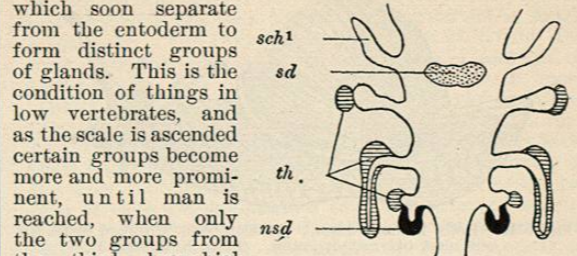 which soon separate
from the entoderm to
form distinct groups
of glands. This is the
condition of things in
low vertebrates, and
as the scale is ascended
certain groups become
more and more promi-
nent, until man is
reached, when only
the two groups from
sch¹
sd
th.
nsd